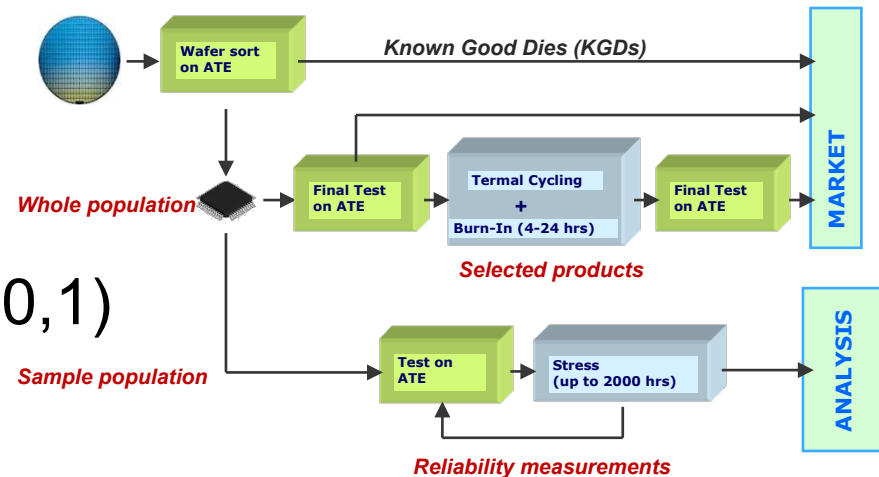 Wafer sort
on ATE
Known Good Dies (KGDs)
MARKET
Whole population
Final Test
on ATE
Termal Cycling
+
Burn-In (4-24 hrs)
Final Test
on ATE
Selected products
0,1)
Sample population
Test on
ATE
Stress
(up to 2000 hrs)
ANALYSIS
Reliability measurements